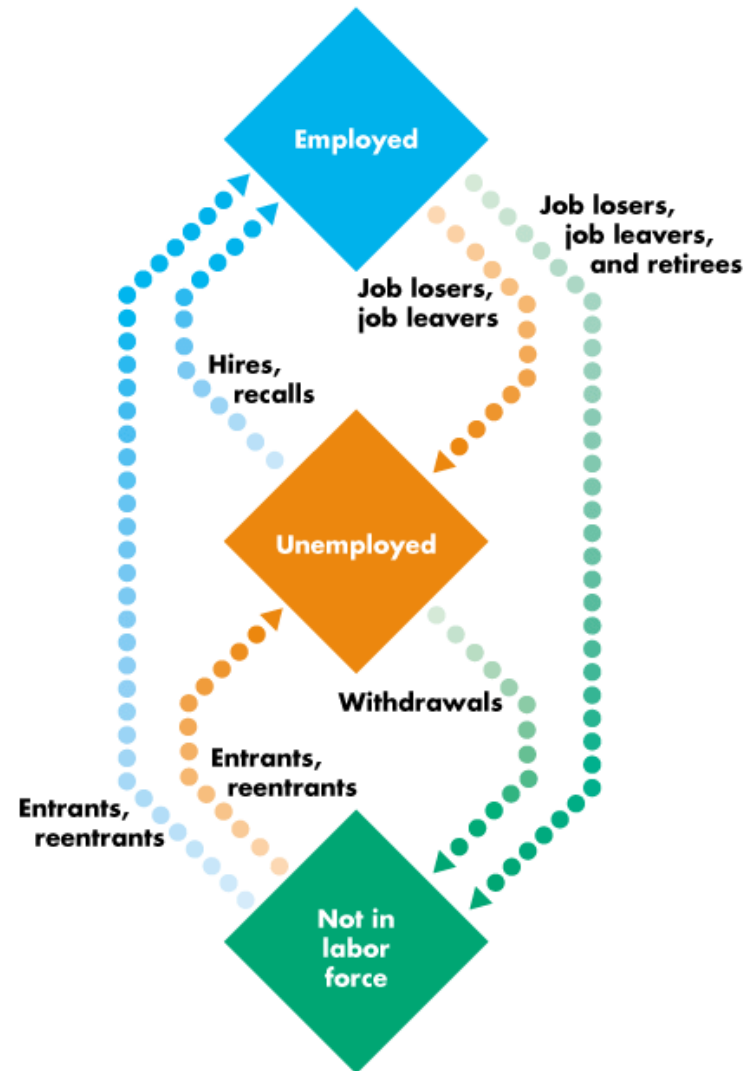 Employed
Job losers,
job leavers,
and retirees
Job losers,
job leavers
Hires,
recalls
Unemployed
Withdrawals
Entrants,
reentrants
Entrants,
reentrants
Not in
labor
force